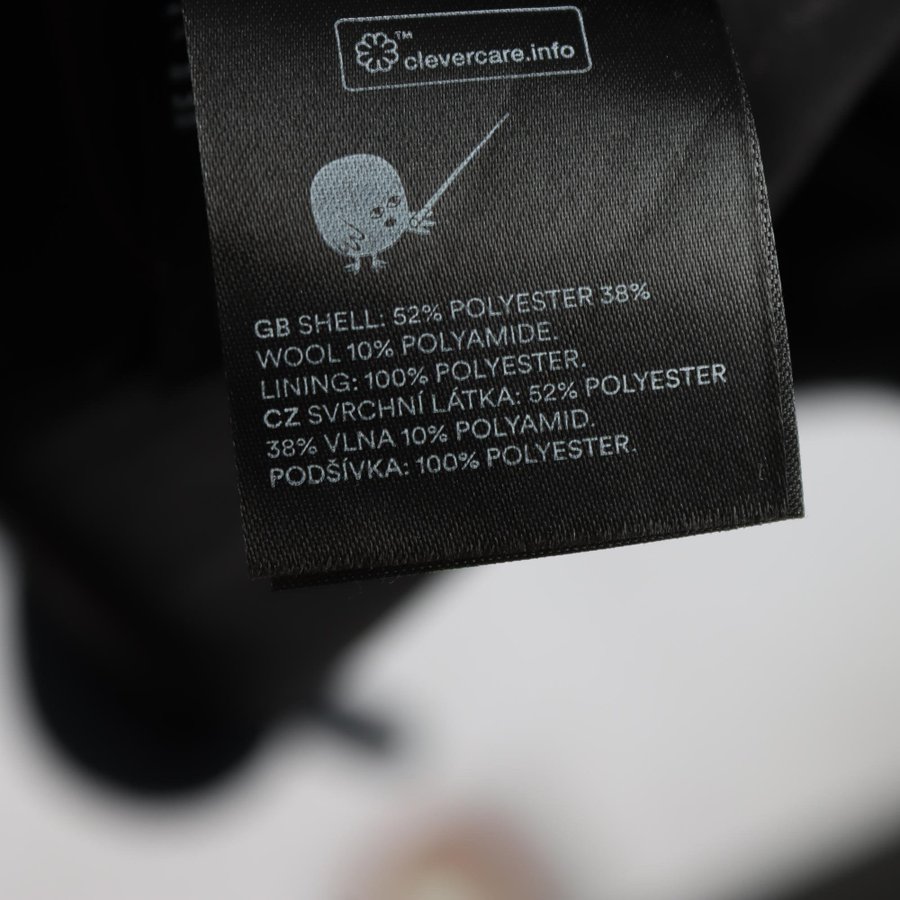 ™ clevercare.info
GB SHELL: 52% POLYESTER 38%
WOOL 10% POLYAMIDE.
LINING: 100% POLYESTER.
CZ SVRCHNÍ LÁTKA: 52% POLYESTER
38% VLNA 10% POLYAMID.
PODŠÍVKA: 100% POLYESTER.